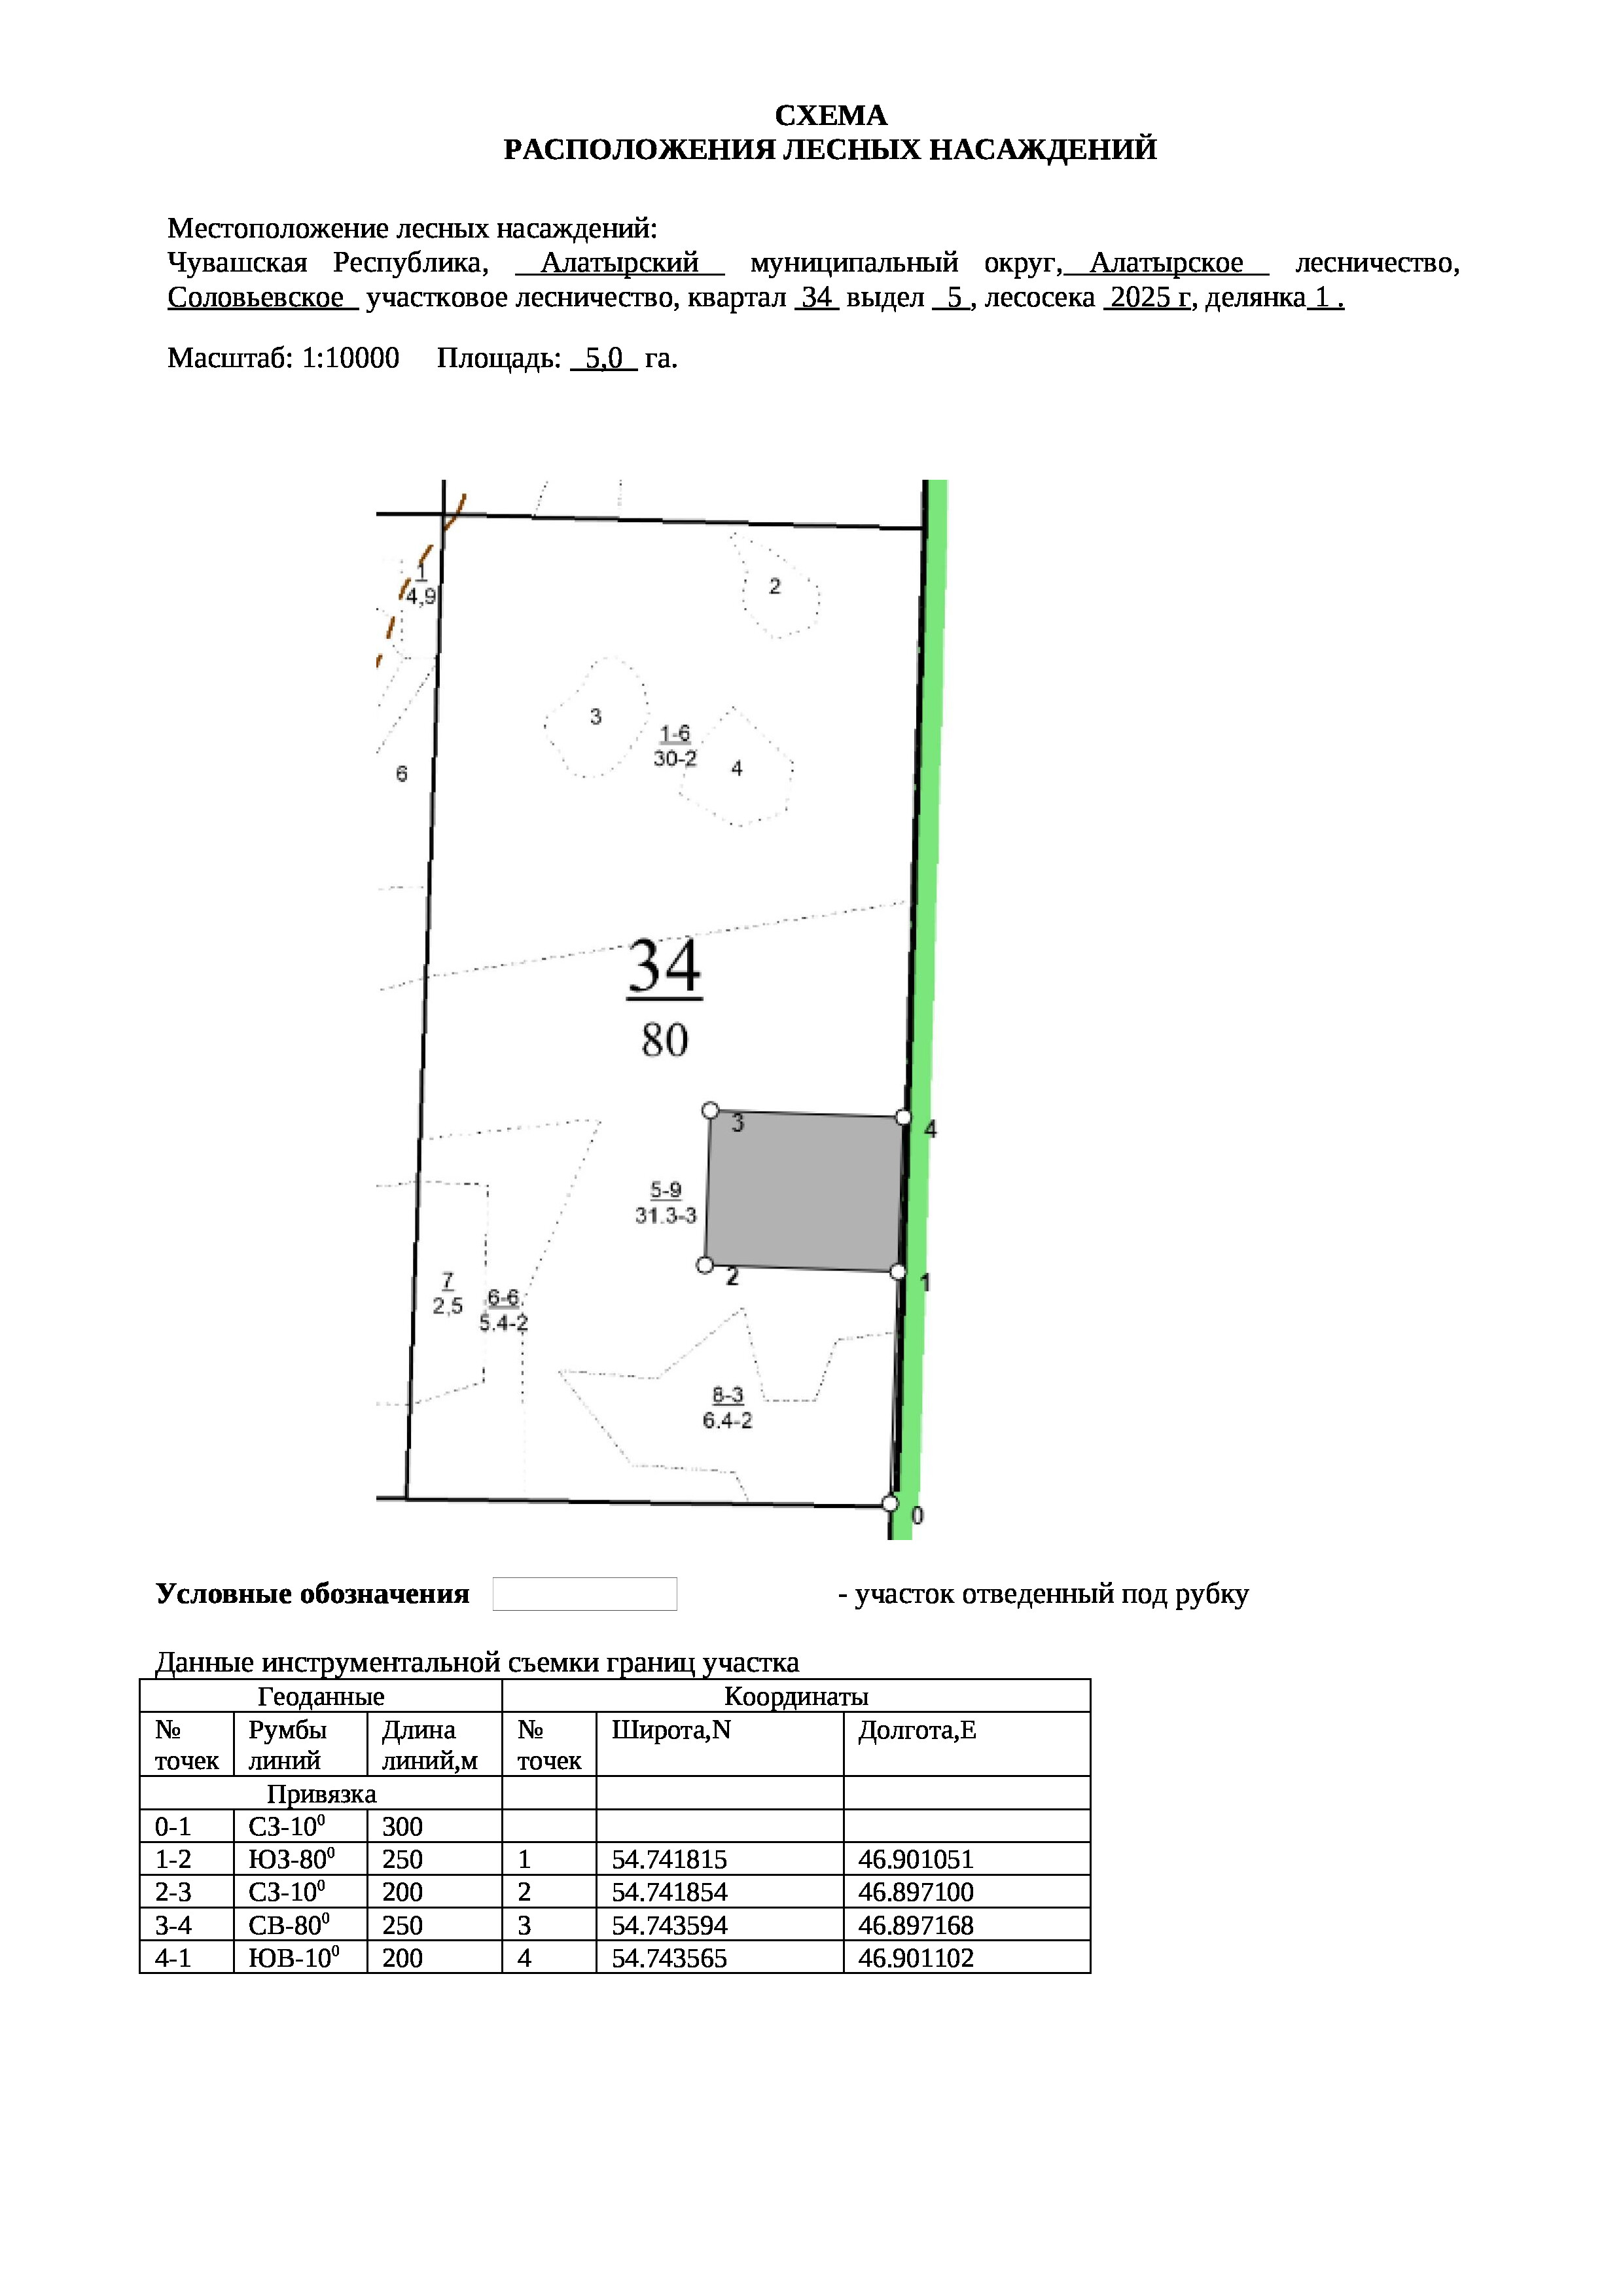 СХЕМА
РАСПОЛОЖЕНИЯ ЛЕСНЫХ НАСАЖДЕНИЙ
Местоположение лесных насаждений:
Чувашская Республика, Алатырский муниципальный округ, Алатырское лесничество,
Соловьевское участковое лесничество, квартал 34 выдел 5 , лесосека 2025 г, делянка 1 .
Масштаб: 1:10000 Площадь: 5,0 га.
1
4,9
2
3
1-6
30-2
4
6
34
80
3
4
5-9
31.3-3
2
1
7
2,5
6-6
5.4-2
8-3
6.4-2
0
Условные обозначения - участок отведенный под рубку
Данные инструментальной съемки границ участка
Геоданные Координаты
№ точек Румбы линий Длина линий,м № точек Широта,N Долгота,E
Привязка
0-1 СЗ-10⁰ 300
1-2 ЮЗ-80⁰ 250 1 54.741815 46.901051
2-3 СЗ-10⁰ 200 2 54.741854 46.897100
3-4 СВ-80⁰ 250 3 54.743594 46.897168
4-1 ЮВ-10⁰ 200 4 54.743565 46.901102